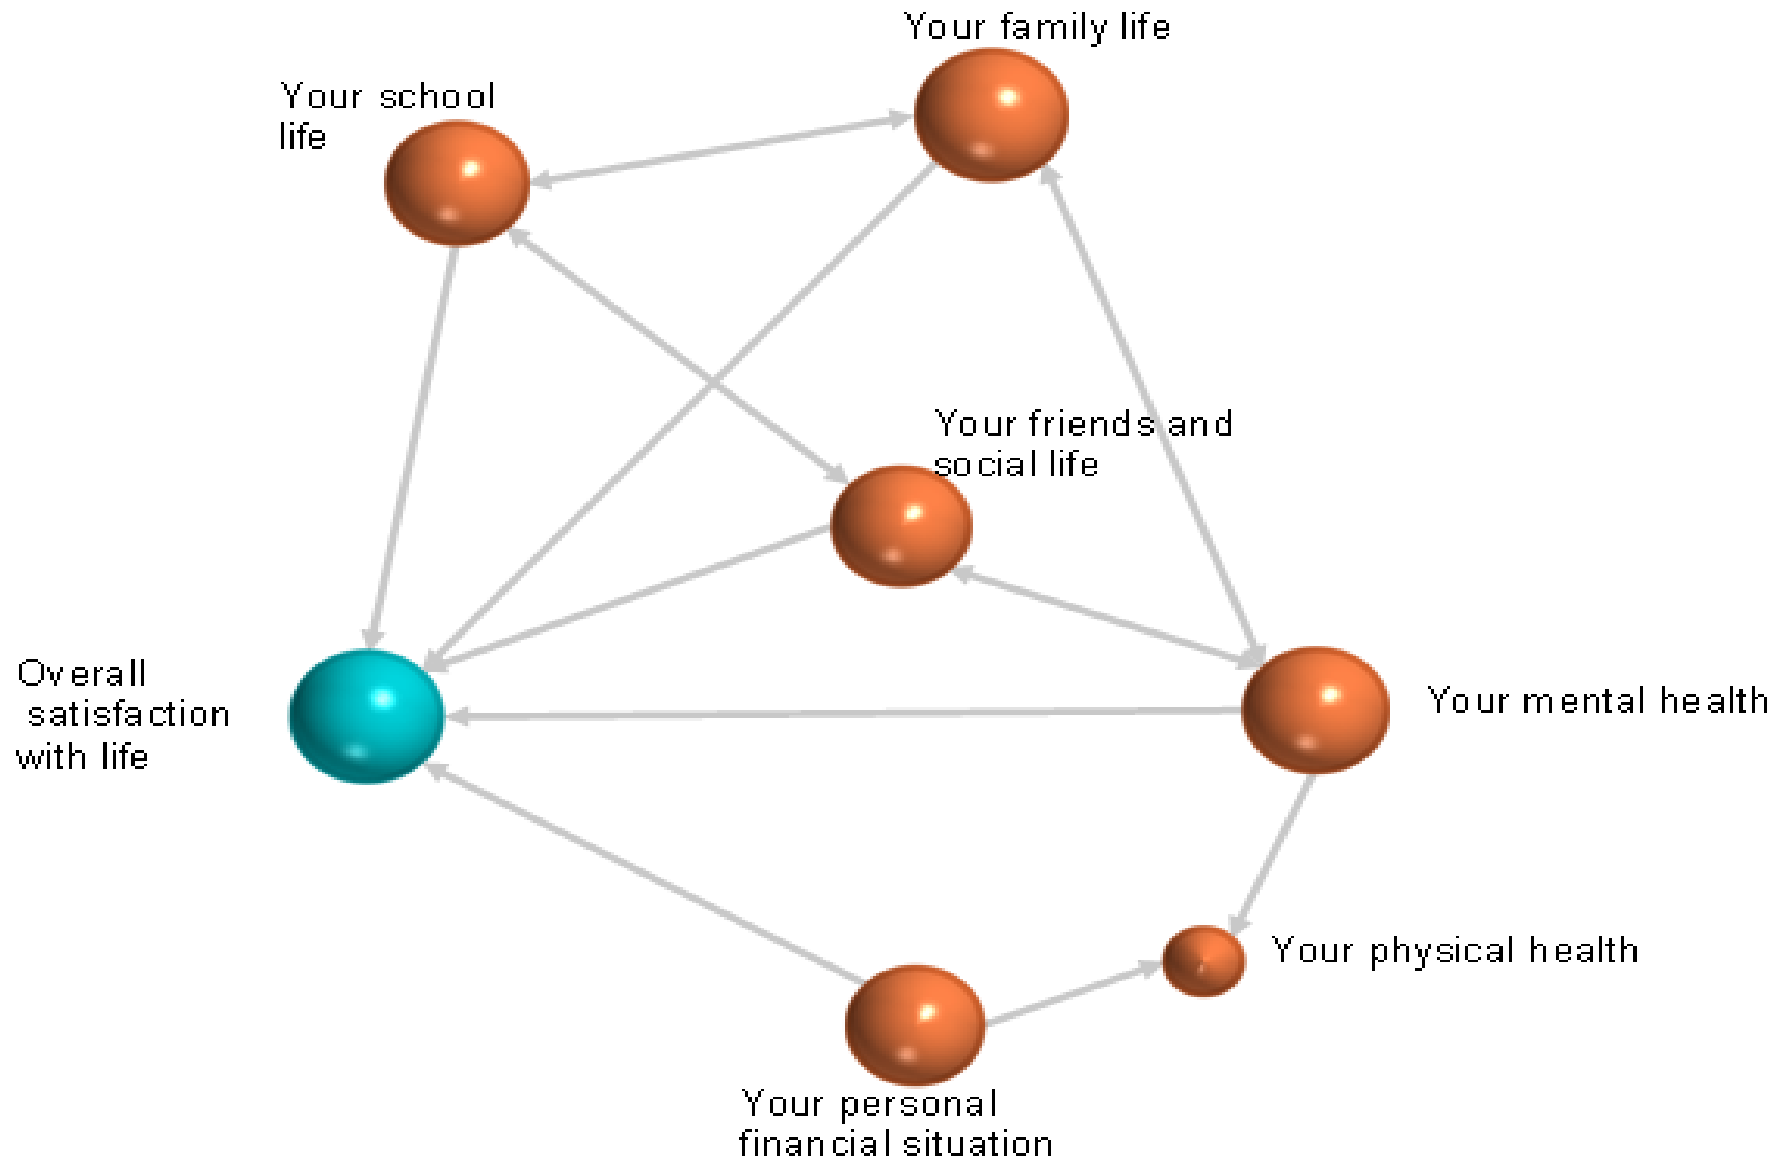 Your family life
Your school
life
Your friends and
social life
Overall
satisfaction
with life
Your mental health
Your physical health
Your personal
financial situation